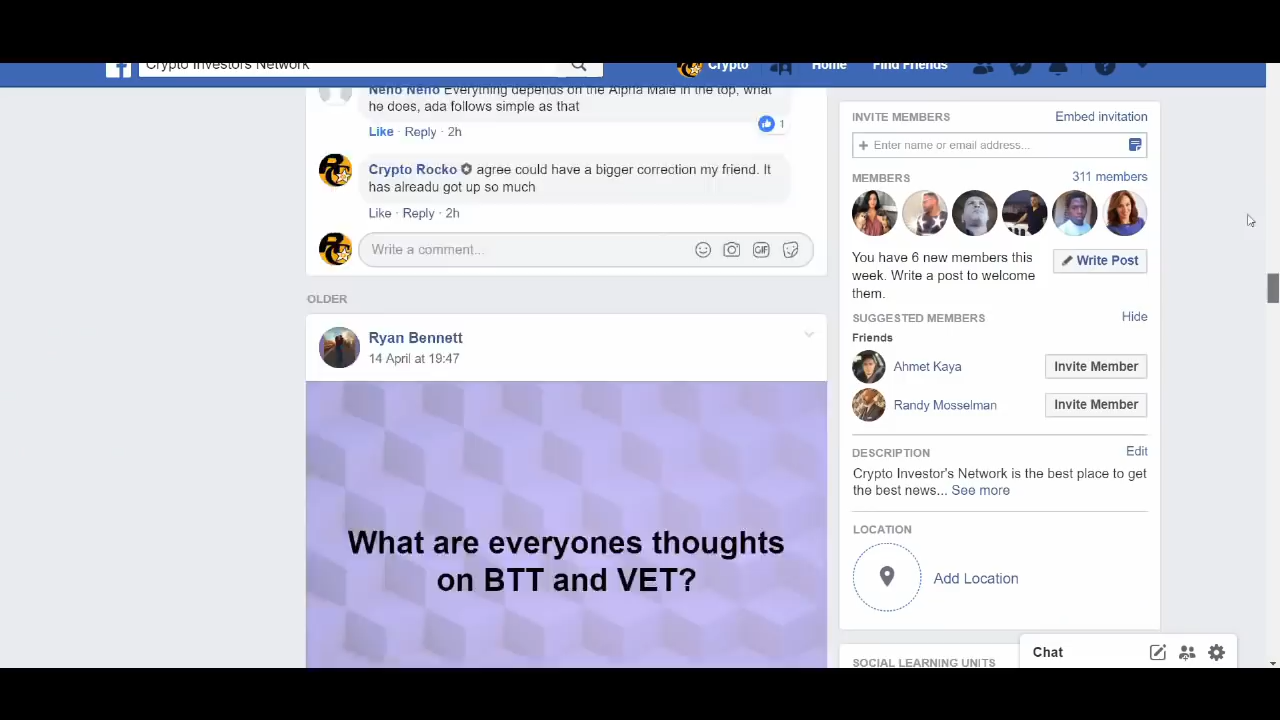 Crypto Investors Network
Crypto
Home
Find Friends
Neno Neno Everything depends on the Alpha Male in the top, what
he does, ada follows simple as that
Like · Reply · 2h
1
Crypto Rocko agree could have a bigger correction my friend. It
has alreadu got up so much
Like · Reply · 2h
Write a comment...
GIF
OLDER
Ryan Bennett
14 April at 19:47
What are everyones thoughts
on BTT and VET?
INVITE MEMBERS
Embed invitation
+ Enter name or email address...
MEMBERS
311 members
You have 6 new members this
week. Write a post to welcome
them.
Write Post
SUGGESTED MEMBERS
Hide
Friends
Ahmet Kaya
Invite Member
Randy Mosselman
Invite Member
DESCRIPTION
Edit
Crypto Investor's Network is the best place to get
the best news... See more
LOCATION
Add Location
SOCIAL LEARNING UNITS
Chat